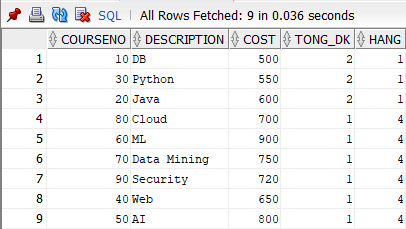 SQL | All Rows Fetched: 9 in 0.036 seconds
COURSENO DESCRIPTION COST TONG_DK HANG
1 10 DB 500 2 1
2 30 Python 550 2 1
3 20 Java 600 2 1
4 80 Cloud 700 1 4
5 60 ML 900 1 4
6 70 Data Mining 750 1 4
7 90 Security 720 1 4
8 40 Web 650 1 4
9 50 AI 800 1 4